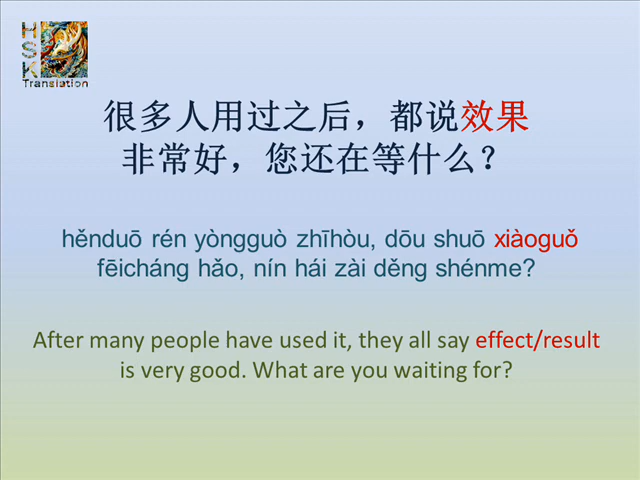 HSK
Translation
很多人用过之后，都说效果
非常好，您还在等什么？
hěnduō rén yòngguò zhīhòu, dōu shuō xiàoguǒ
fēicháng hǎo, nín hái zài děng shénme?
After many people have used it, they all say effect/result
is very good. What are you waiting for?